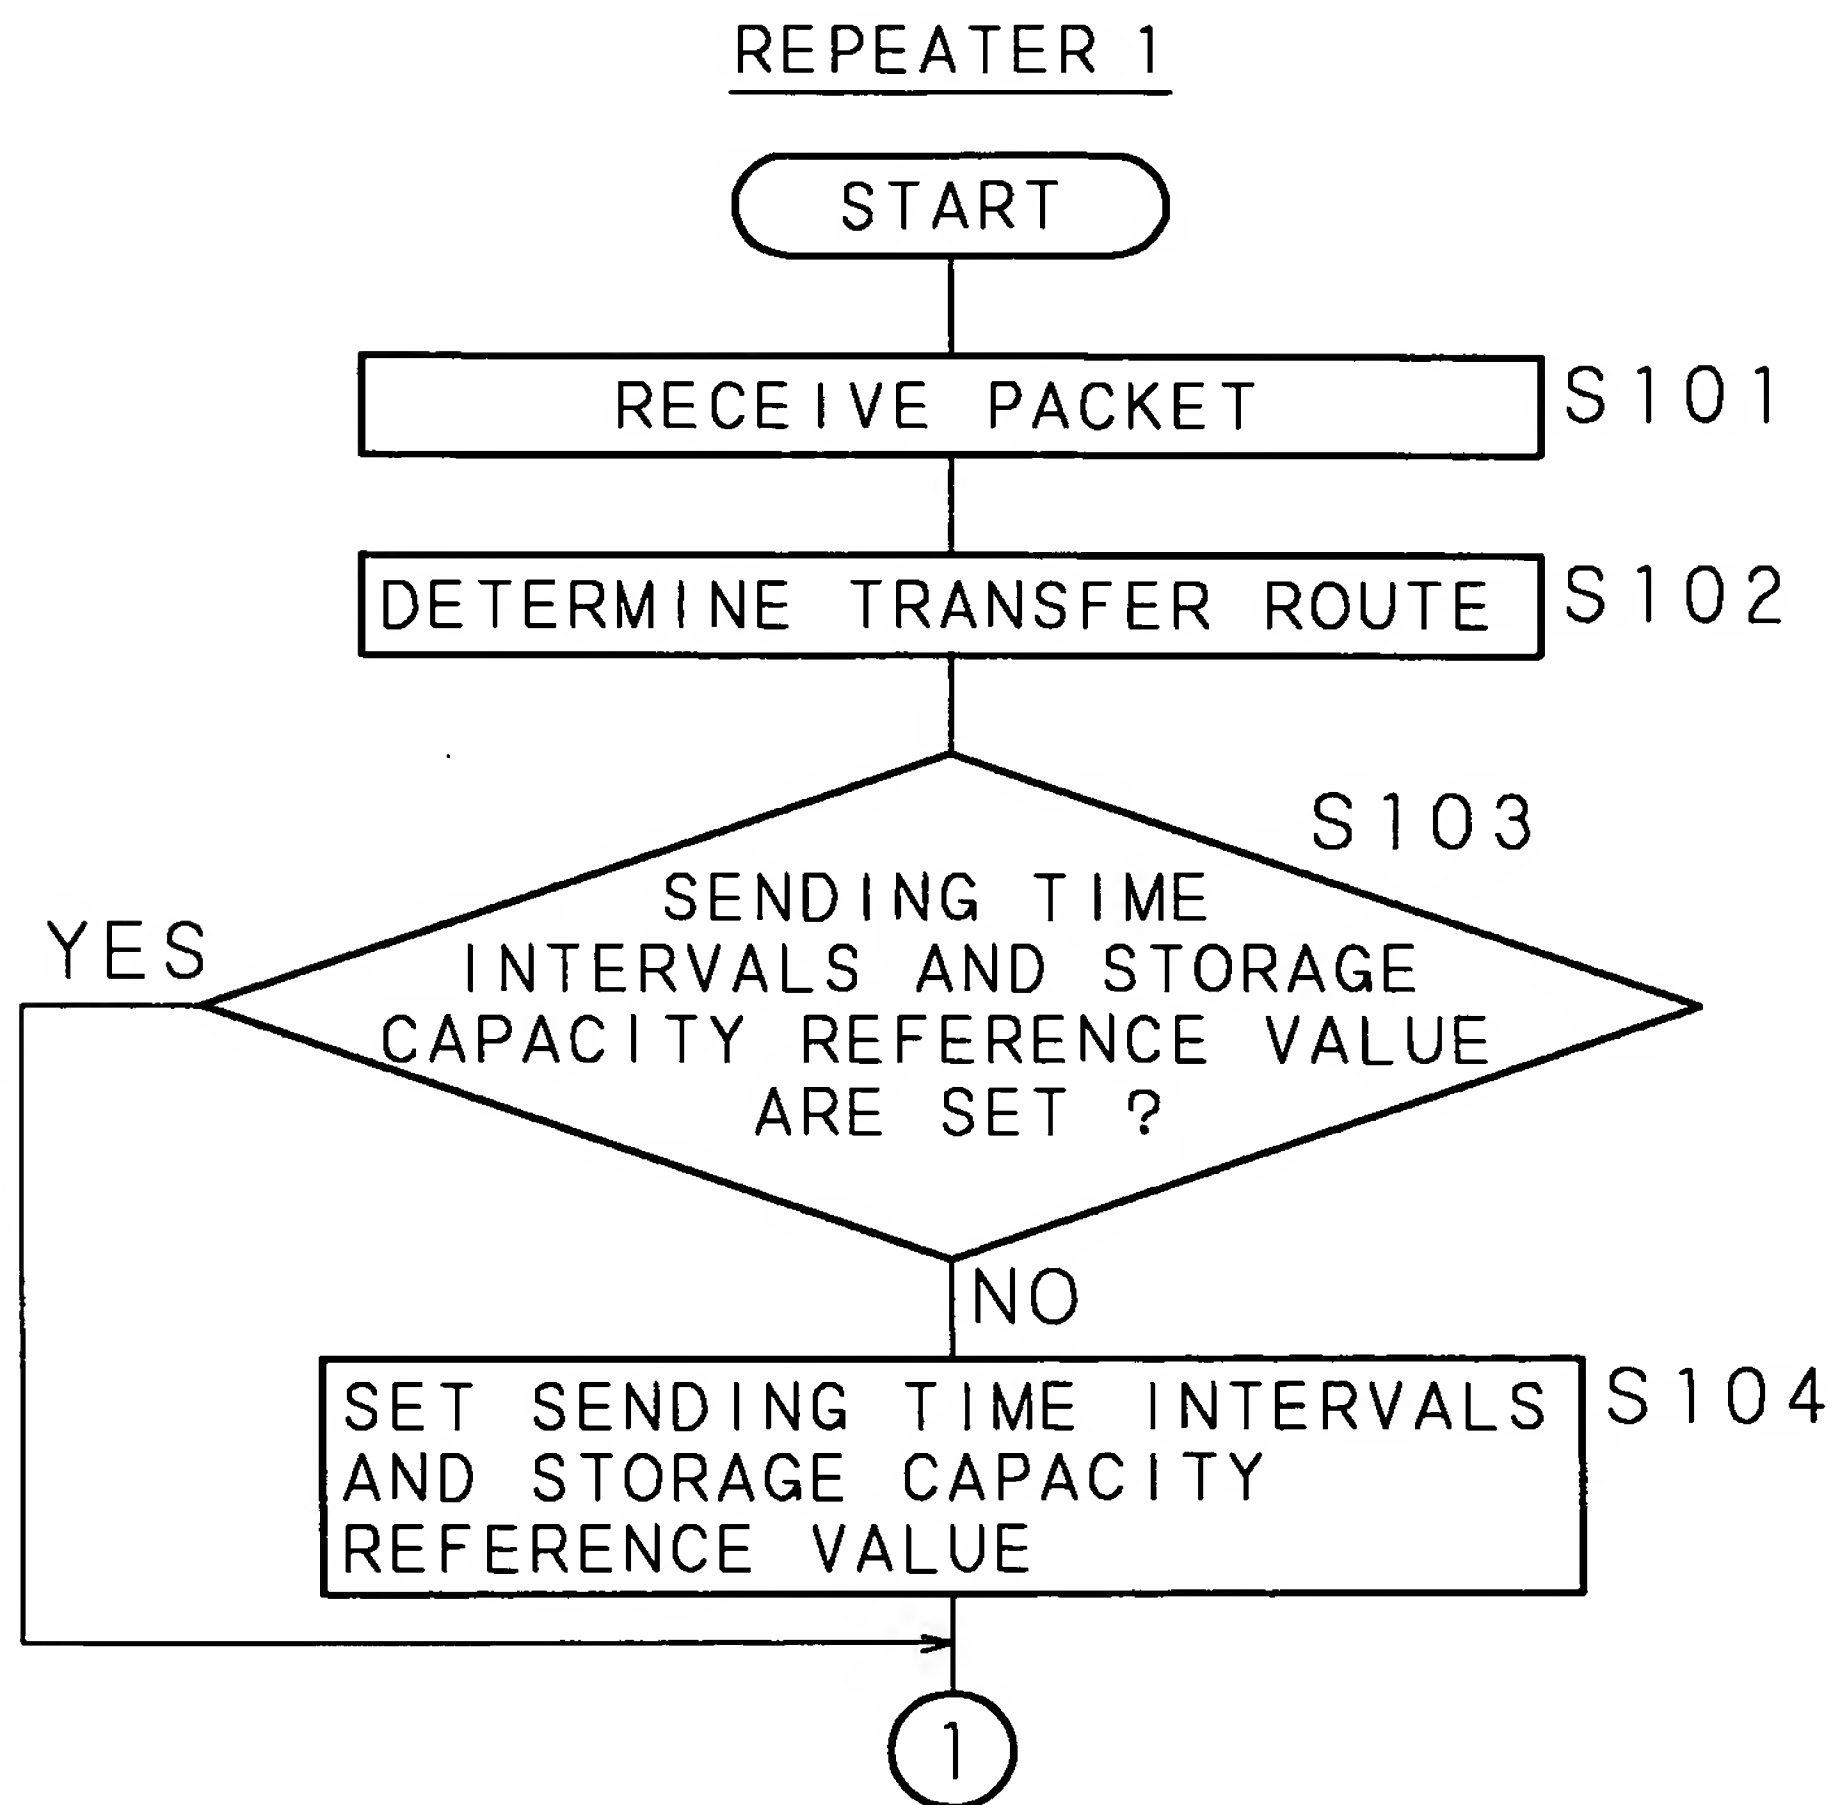 REPEATER 1
START
RECEIVE PACKET
S101
DETERMINE TRANSFER ROUTE
S102
S103
SENDING TIME
INTERVALS AND STORAGE
CAPACITY REFERENCE VALUE
ARE SET ?
YES
NO
SET SENDING TIME INTERVALS
AND STORAGE CAPACITY
REFERENCE VALUE
S104
1